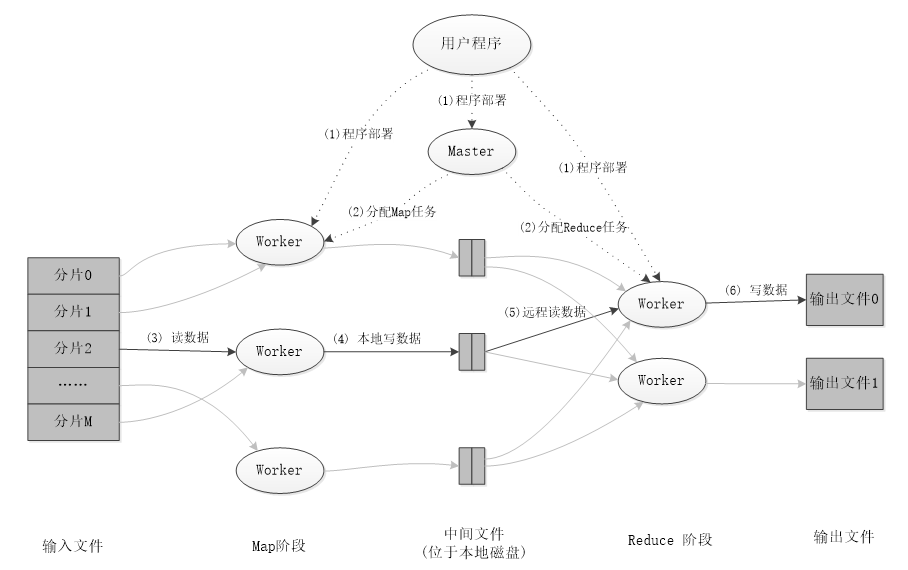 用户程序
(1)程序部署
(1)程序部署
Master
(1)程序部署
(2)分配Map任务
(2)分配Reduce任务
Worker
分片0
分片1
分片2
……
分片M
(3) 读数据
Worker
(4) 本地写数据
(5)远程读数据
Worker
(6) 写数据
输出文件0
Worker
输出文件1
Worker
输入文件
Map阶段
中间文件
(位于本地磁盘)
Reduce 阶段
输出文件